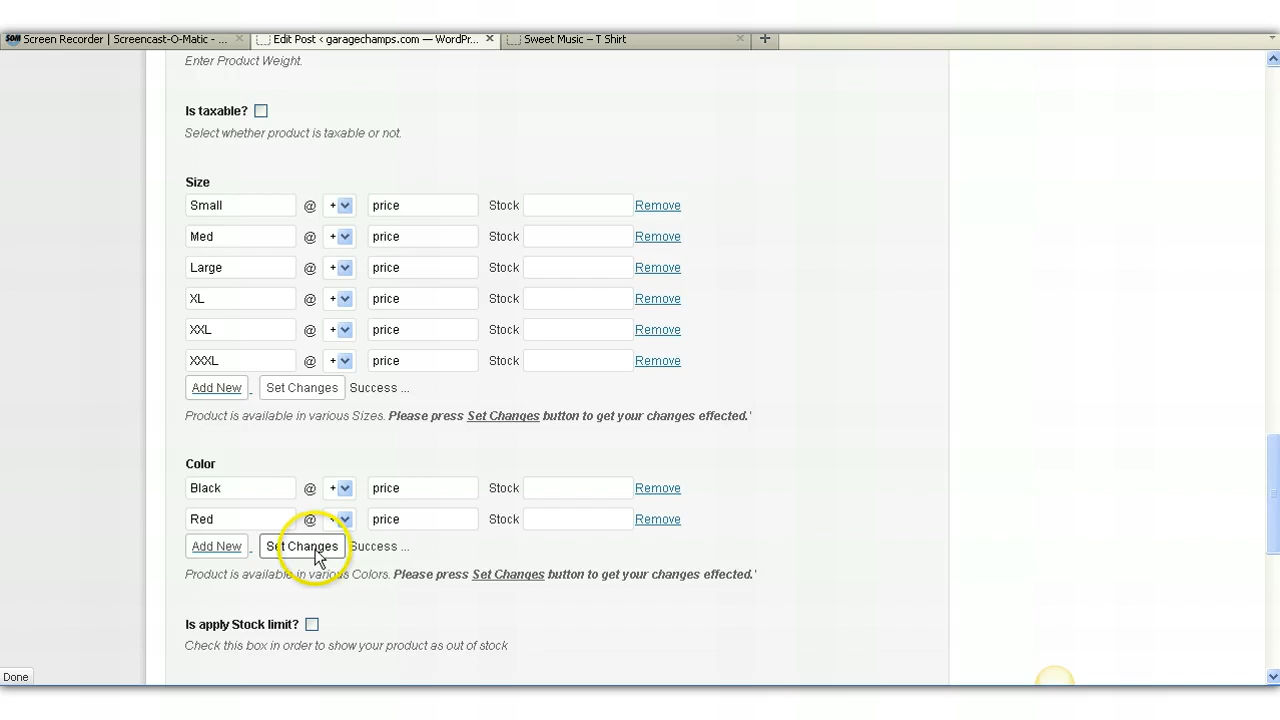 SOM Screen Recorder | Screencast-O-Matic - ... Edit Post ‹ garagechamps.com — WordPr... Sweet Music – T Shirt
Enter Product Weight.
Is taxable?
Select whether product is taxable or not.
Size
Small @ + price Stock Remove
Med @ + price Stock Remove
Large @ + price Stock Remove
XL @ + price Stock Remove
XXL @ + price Stock Remove
XXXL @ + price Stock Remove
Add New Set Changes Success ...
Product is available in various Sizes. Please press Set Changes button to get your changes effected.'
Color
Black @ + price Stock Remove
Red @ + price Stock Remove
Add New Set Changes Success ...
Product is available in various Colors. Please press Set Changes button to get your changes effected.'
Is apply Stock limit?
Check this box in order to show your product as out of stock
Done